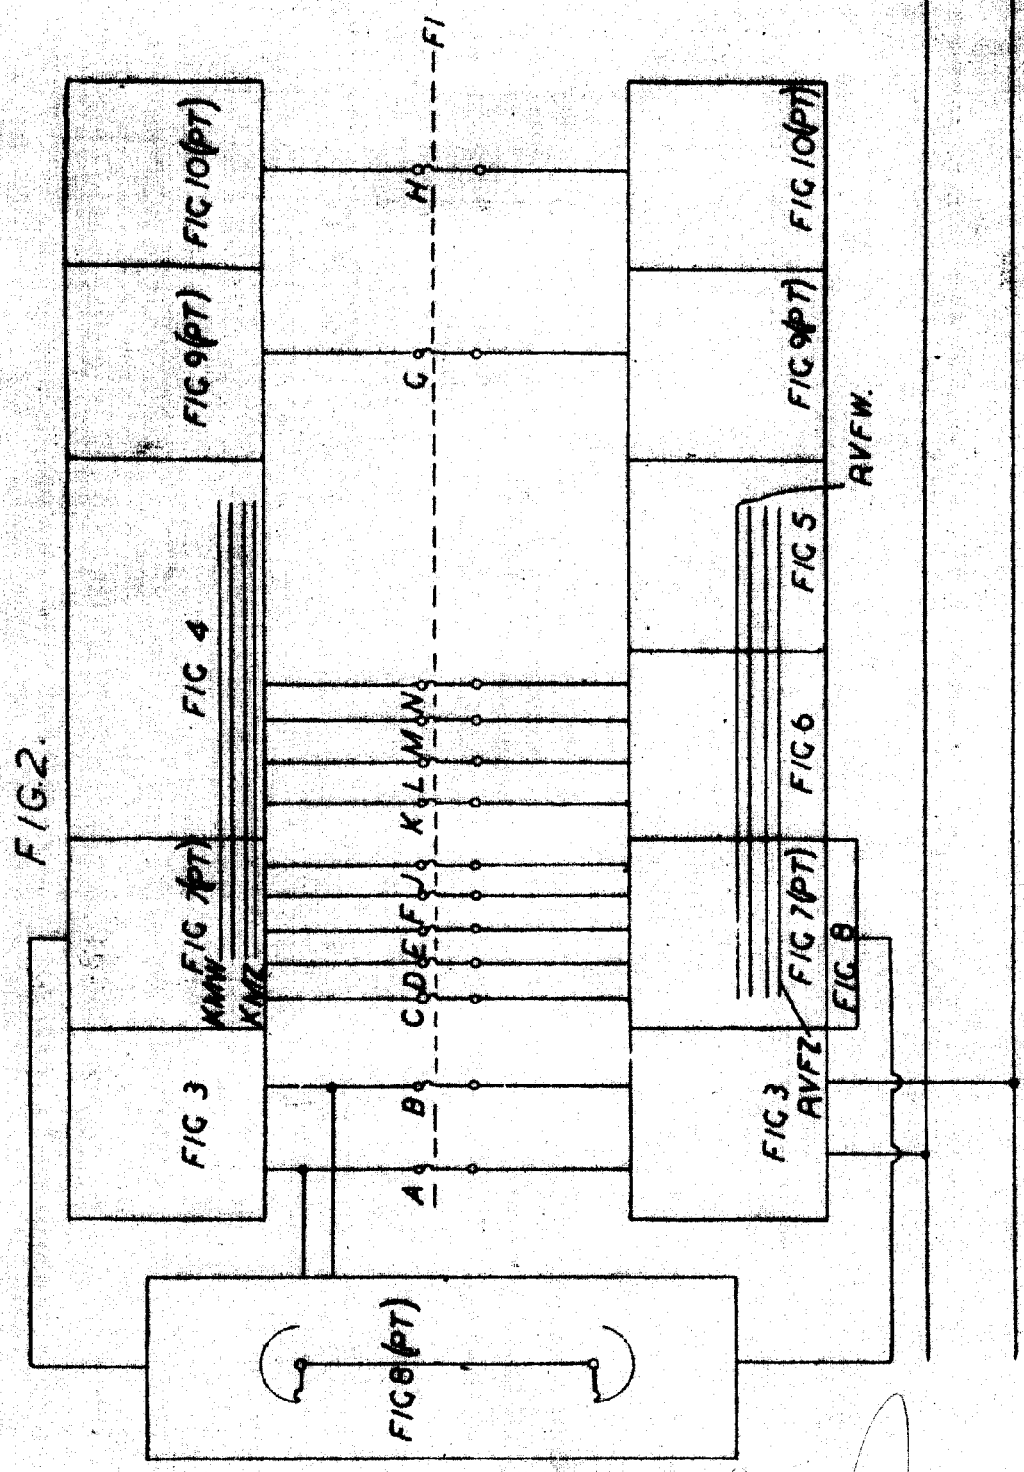 FIG.2.
FIG 3
FIG 7(PT)
KMW
KMZ
FIG 4
FIG 9(PT)
FIG 10(PT)
A
B
C
D
E
F
J
K
L
M
N
G
H
F1
FIG 8(PT)
FIG 3
RVFZ
FIG 7(PT)
FIG 8
FIG 6
FIG 5
RVFW.
FIG 9(PT)
FIG 10(PT)